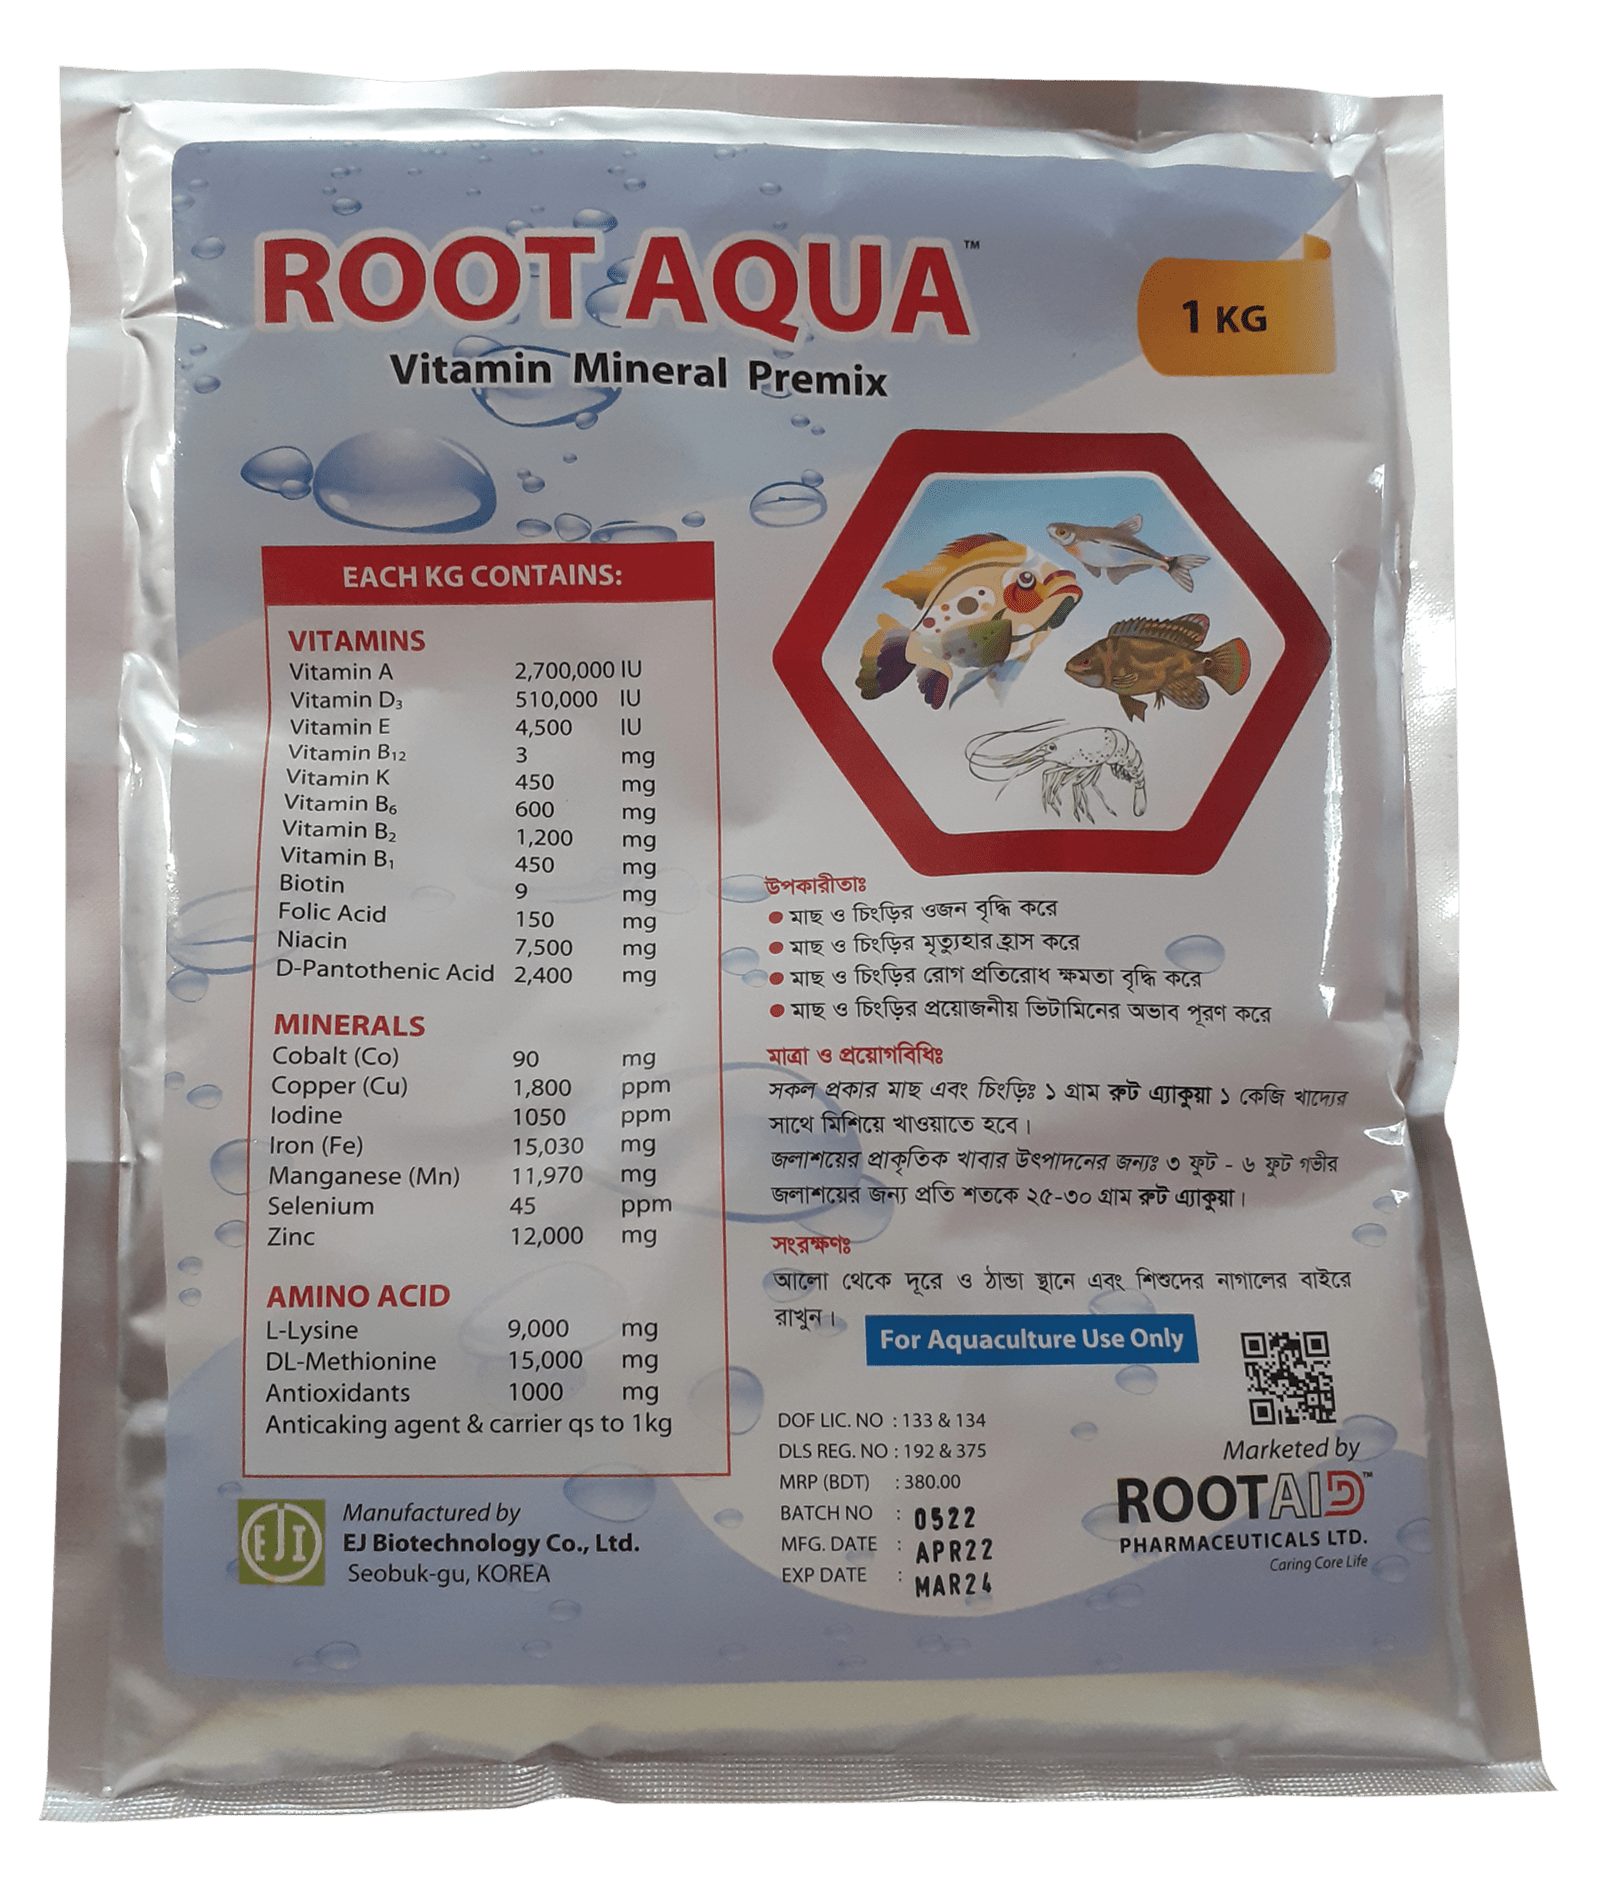 ROOT AQUA™
Vitamin Mineral Premix
1 KG
EACH KG CONTAINS:
VITAMINS
Vitamin A 2,700,000 IU
Vitamin D₃ 510,000 IU
Vitamin E 4,500 IU
Vitamin B₁₂ 3 mg
Vitamin K 450 mg
Vitamin B₆ 600 mg
Vitamin B₂ 1,200 mg
Vitamin B₁ 450 mg
Biotin 9 mg
Folic Acid 150 mg
Niacin 7,500 mg
D-Pantothenic Acid 2,400 mg
MINERALS
Cobalt (Co) 90 mg
Copper (Cu) 1,800 ppm
Iodine 1050 ppm
Iron (Fe) 15,030 mg
Manganese (Mn) 11,970 mg
Selenium 45 ppm
Zinc 12,000 mg
AMINO ACID
L-Lysine 9,000 mg
DL-Methionine 15,000 mg
Antioxidants 1000 mg
Anticaking agent & carrier qs to 1kg
EJI
Manufactured by
EJ Biotechnology Co., Ltd.
Seobuk-gu, KOREA
উপকারীতাঃ
● মাছ ও চিংড়ির ওজন বৃদ্ধি করে
● মাছ ও চিংড়ির মৃত্যুহার হ্রাস করে
● মাছ ও চিংড়ির রোগ প্রতিরোধ ক্ষমতা বৃদ্ধি করে
● মাছ ও চিংড়ির প্রয়োজনীয় ভিটামিনের অভাব পূরণ করে
মাত্রা ও প্রয়োগবিধিঃ
সকল প্রকার মাছ এবং চিংড়িঃ ১ গ্রাম রুট এ্যাকুয়া ১ কেজি খাদ্যের
সাথে মিশিয়ে খাওয়াতে হবে।
জলাশয়ের প্রাকৃতিক খাবার উৎপাদনের জন্যঃ ৩ ফুট - ৬ ফুট গভীর
জলাশয়ের জন্য প্রতি শতকে ২৫-৩০ গ্রাম রুট এ্যাকুয়া।
সংরক্ষণঃ
আলো থেকে দূরে ও ঠান্ডা স্থানে এবং শিশুদের নাগালের বাইরে
রাখুন।
For Aquaculture Use Only
DOF LIC. NO : 133 & 134
DLS REG. NO : 192 & 375
MRP (BDT) : 380.00
BATCH NO : 0522
MFG. DATE : APR22
EXP DATE : MAR24
Marketed by
ROOTAID™
PHARMACEUTICALS LTD.
Caring Core Life